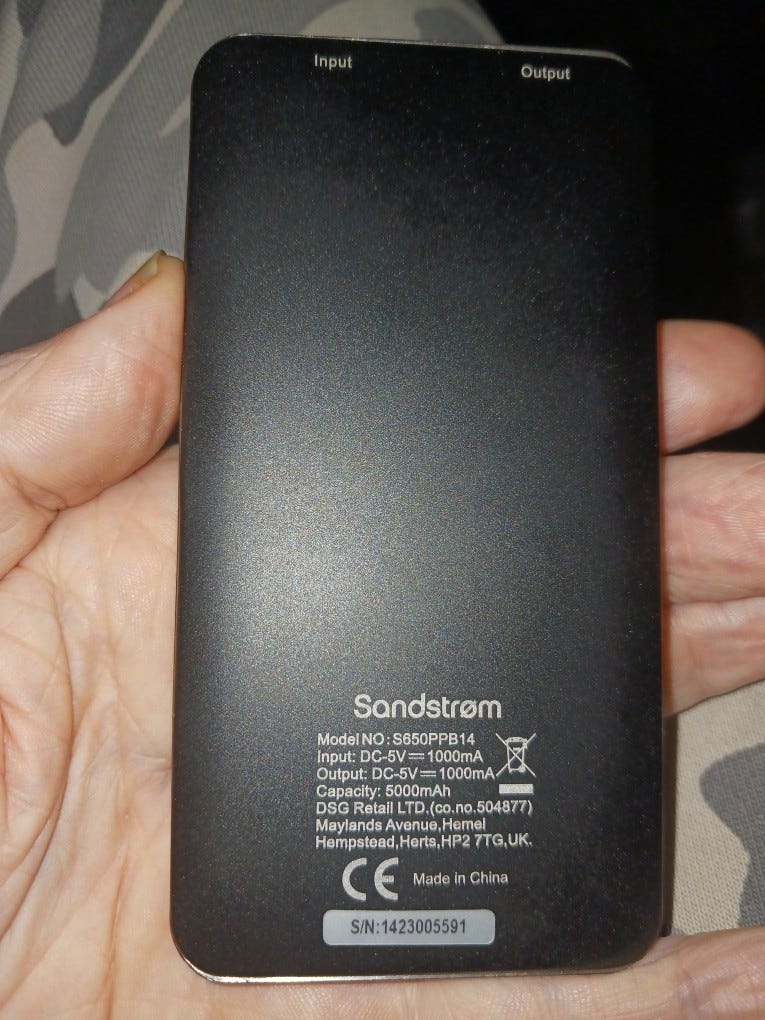 Input
Output
Sandstrøm
Model NO : S650PPB14
Input: DC-5V⎓1000mA
Output: DC-5V⎓1000mA
Capacity: 5000mAh
DSG Retail LTD,(co.no.504877)
Maylands Avenue,Hemel
Hempstead,Herts,HP2 7TG,UK.
CE Made in China
S/N:1423005591